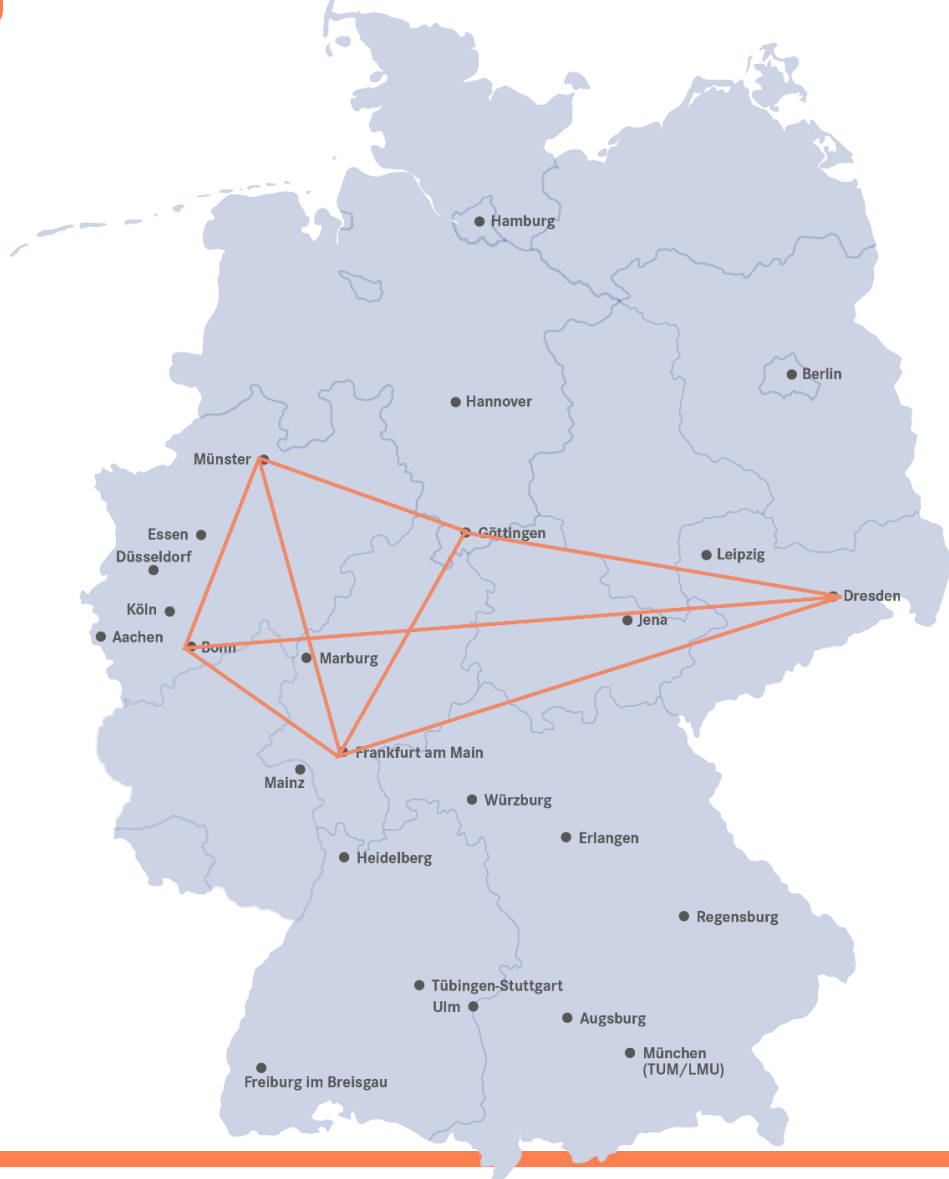 Hamburg
Berlin
Hannover
Münster
Essen
Göttingen
Düsseldorf
Leipzig
Dresden
Köln
Jena
Aachen
Bonn
Marburg
Frankfurt am Main
Mainz
Würzburg
Erlangen
Heidelberg
Regensburg
Tübingen-Stuttgart
Ulm
Augsburg
München
(TUM/LMU)
Freiburg im Breisgau